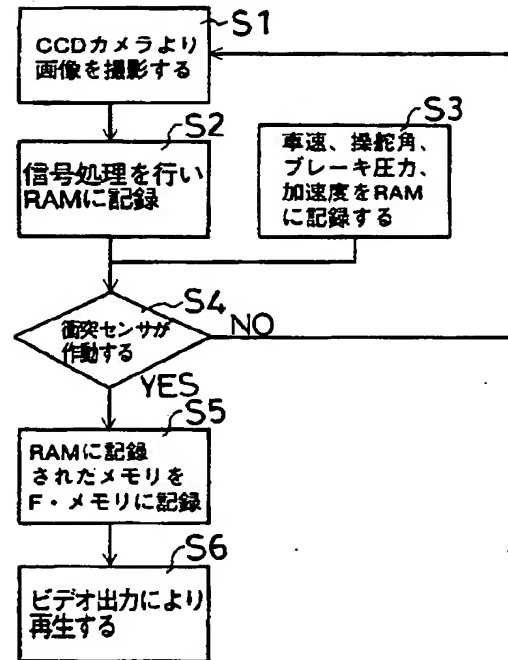 S1
CCDカメラより
画像を撮影する
S2
信号処理を行い
RAMに記録
S3
車速、操舵角、
ブレーキ圧力、
加速度をRAM
に記録する
S4
衝突センサが
作動する
NO
YES
S5
RAMに記録
されたメモリを
F・メモリに記録
S6
ビデオ出力により
再生する